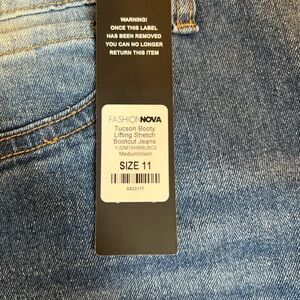 WARNING!
ONCE THIS LABEL
HAS BEEN REMOVED
YOU CAN NO LONGER
RETURN THIS ITEM
FASHIONNOVA
Tucson Booty
Lifting Stretch
Bootcut Jeans
MediumWash
SIZE 11